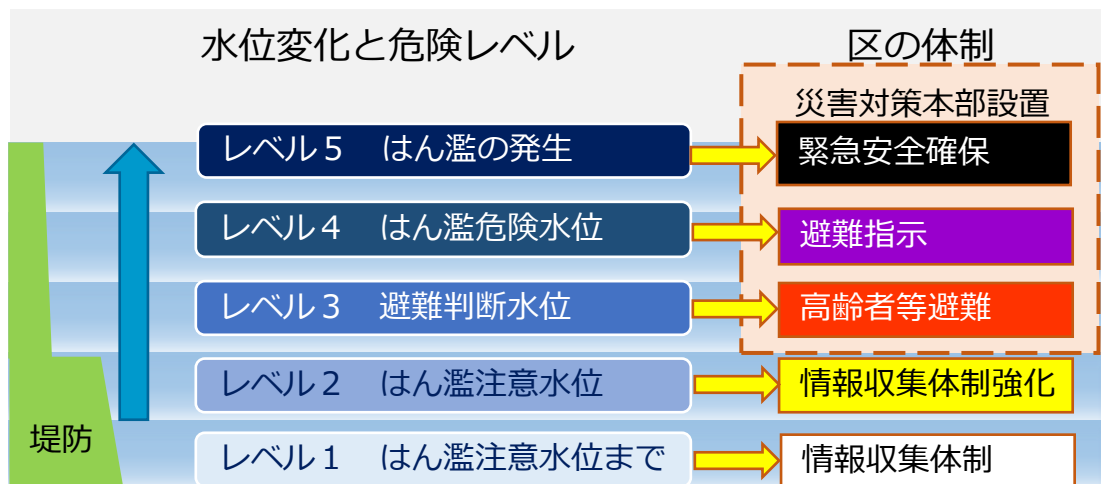 水位変化と危険レベル 区の体制
災害対策本部設置
レベル５ はん濫の発生 緊急安全確保
レベル４ はん濫危険水位 避難指示
レベル３ 避難判断水位 高齢者等避難
レベル２ はん濫注意水位 情報収集体制強化
堤防
レベル１ はん濫注意水位まで 情報収集体制